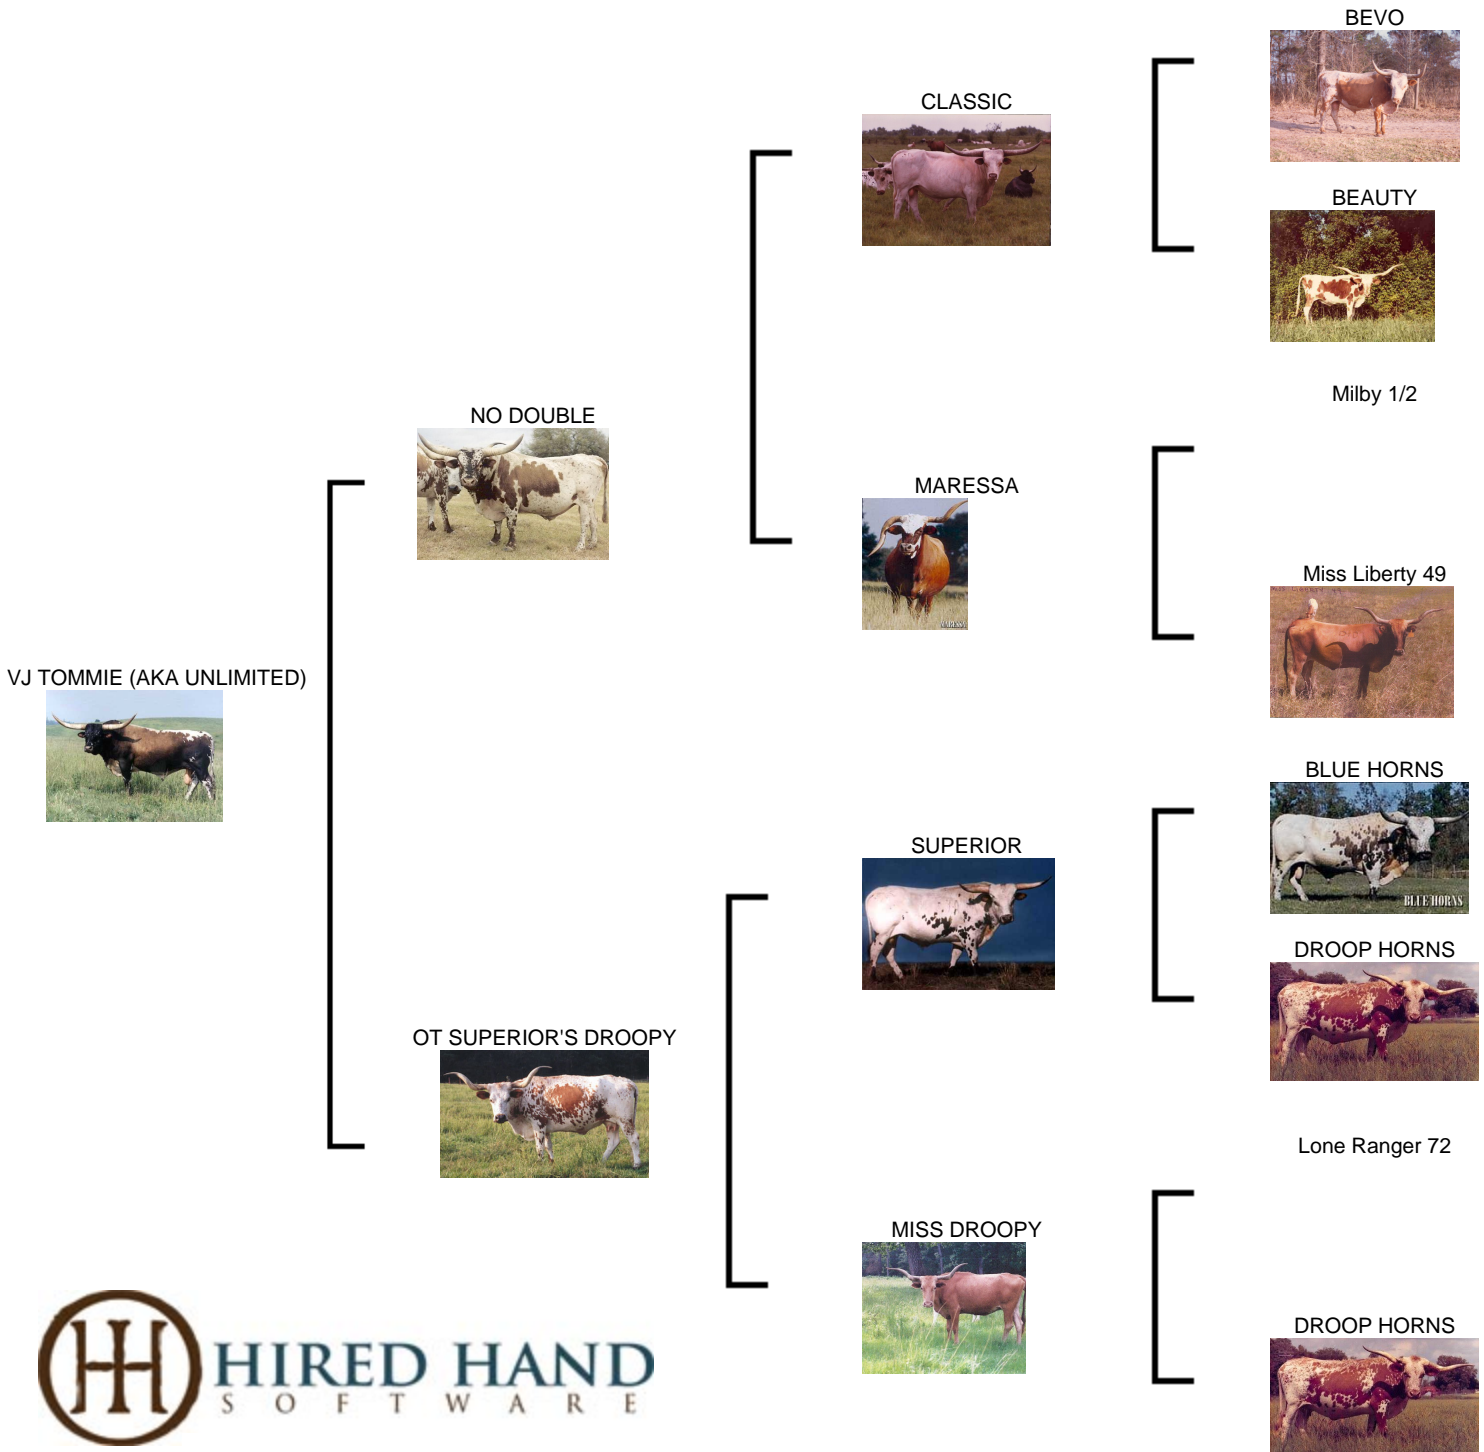 BEVO
CLASSIC
BEAUTY
Milby 1/2
NO DOUBLE
MARESSA
MARESSA
Miss Liberty 49
VJ TOMMIE (AKA UNLIMITED)
BLUE HORNS
BLUE HORNS
SUPERIOR
DROOP HORNS
OT SUPERIOR'S DROOPY
Lone Ranger 72
MISS DROOPY
DROOP HORNS
HIRED HAND
SOFTWARE